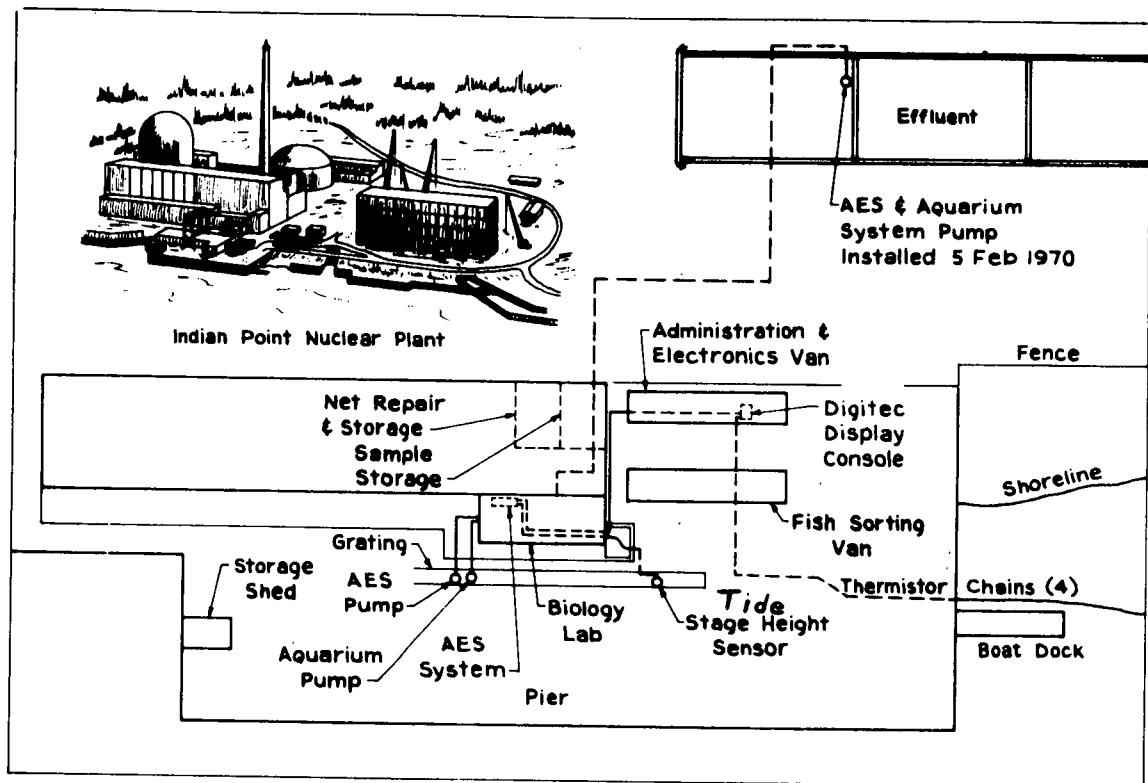 Effluent
AES & Aquarium
System Pump
Installed 5 Feb 1970
Indian Point Nuclear Plant
Administration &
Electronics Van
Fence
Net Repair
& Storage
Sample
Storage
Digitec
Display
Console
Shoreline
Fish Sorting
Van
Grating
Storage
Shed
AES
Pump
Thermistor Chains (4)
Biology
Lab
Tide
Stage Height
Sensor
AES
System
Aquarium
Pump
Boat Dock
Pier